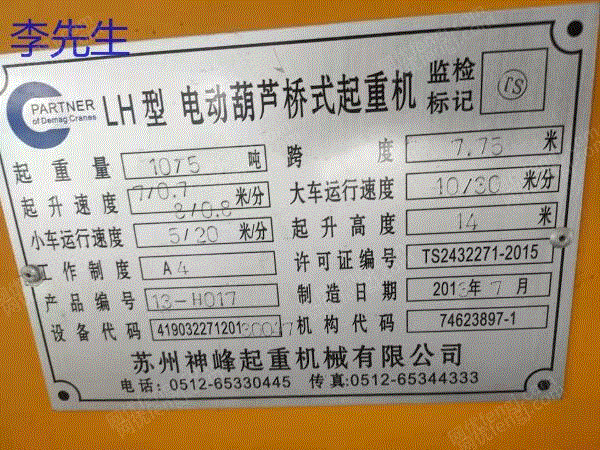 李先生
PARTNER
of Demag Cranes
LH型 电动葫芦桥式起重机
监检
标记
起重量 10/5 吨 跨度 7.75 米
起升速度 7/0.7 8/0.8 米/分 大车运行速度 10/30 米/分
小车运行速度 5/20 米/分 起升高度 14 米
工作制度 A4 许可证编号 TS2432271-2015
产品编号 13-H017 制造日期 2013年7月
设备代码 机构代码 74623897-1
苏州神峰起重机械有限公司
电话: 0512-65330445 传真:0512-65344333